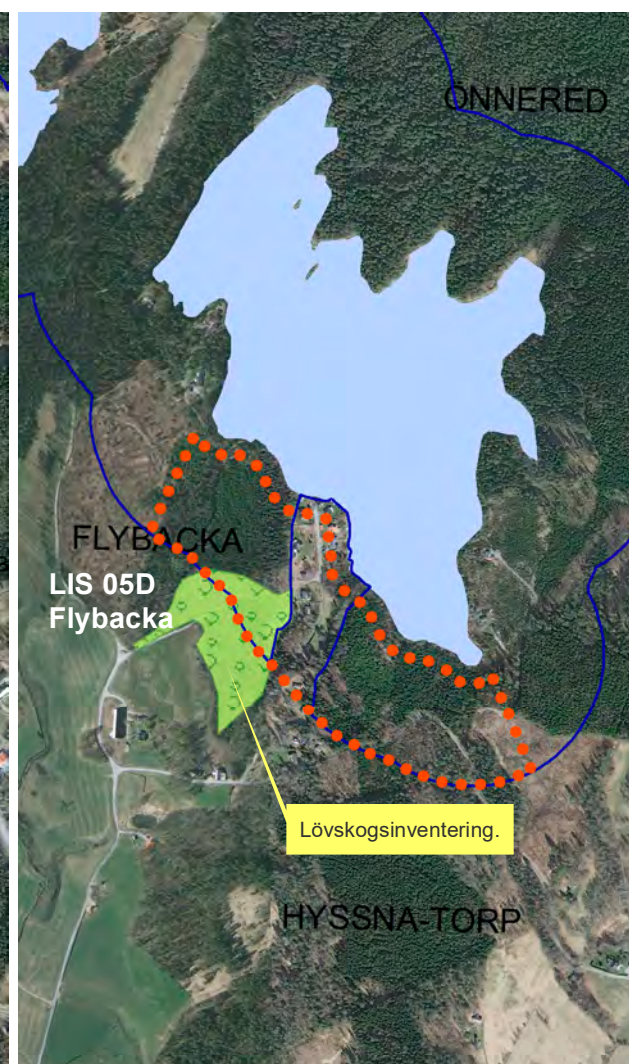 ÖNNERED
FLYBACKA
LIS 05D
Flybacka
Lövskogsinventering.
HYSSNA-TORP